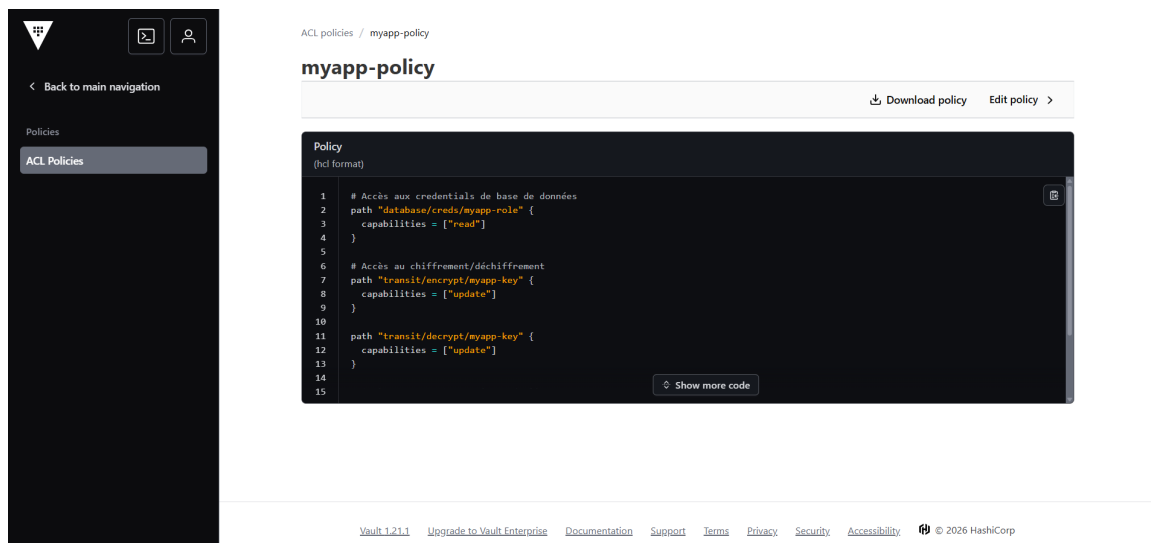 Back to main navigation
Policies
ACL Policies
ACL policies / myapp-policy
myapp-policy
Download policy
Edit policy
Policy
(hcl format)
1 # Accès aux credentials de base de données
2 path "database/creds/myapp-role" {
3 capabilities = ["read"]
4 }
5
6 # Accès au chiffrement/déchiffrement
7 path "transit/encrypt/myapp-key" {
8 capabilities = ["update"]
9 }
10
11 path "transit/decrypt/myapp-key" {
12 capabilities = ["update"]
13 }
14
15
Show more code
Vault 1.21.1 Upgrade to Vault Enterprise Documentation Support Terms Privacy Security Accessibility © 2026 HashiCorp